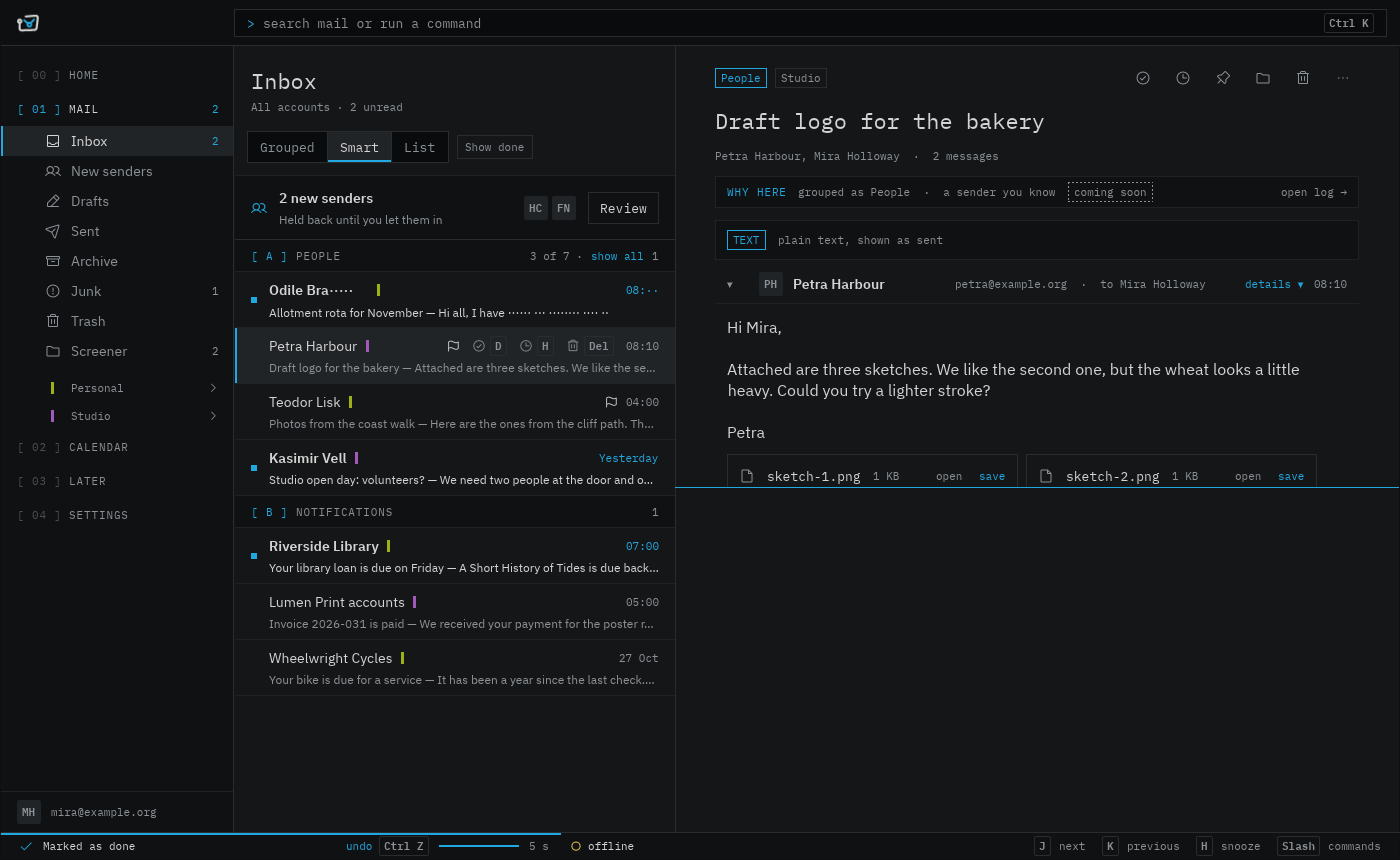 > search mail or run a command Ctrl K
[ 00 ] HOME
[ 01 ] MAIL 2
Inbox 2
New senders
Drafts
Sent
Archive
Junk 1
Trash
Screener 2
Personal
Studio
[ 02 ] CALENDAR
[ 03 ] LATER
[ 04 ] SETTINGS
MH mira@example.org
Inbox
All accounts · 2 unread
Grouped Smart List Show done
2 new senders
Held back until you let them in
HC FN Review
[ A ] PEOPLE 3 of 7 · show all 1
Odile
Allotment rota for November — Hi all, I have
Petra Harbour D H Del 08:10
Draft logo for the bakery — Attached are three sketches. We like the se…
Teodor Lisk 04:00
Photos from the coast walk — Here are the ones from the cliff path. Th…
Kasimir Vell Yesterday
Studio open day: volunteers? — We need two people at the door and o…
[ B ] NOTIFICATIONS 1
Riverside Library 07:00
Your library loan is due on Friday — A Short History of Tides is due back…
Lumen Print accounts 05:00
Invoice 2026-031 is paid — We received your payment for the poster r…
Wheelwright Cycles 27 Oct
Your bike is due for a service — It has been a year since the last check.…
People Studio
Draft logo for the bakery
Petra Harbour, Mira Holloway · 2 messages
WHY HERE grouped as People · a sender you know coming soon open log →
TEXT plain text, shown as sent
▾ PH Petra Harbour petra@example.org · to Mira Holloway details ▾ 08:10
Hi Mira,
Attached are three sketches. We like the second one, but the wheat looks a little
heavy. Could you try a lighter stroke?
Petra
sketch-1.png 1 KB open save
sketch-2.png 1 KB open save
Marked as done undo Ctrl Z 5 s offline
J next K previous H snooze Slash commands